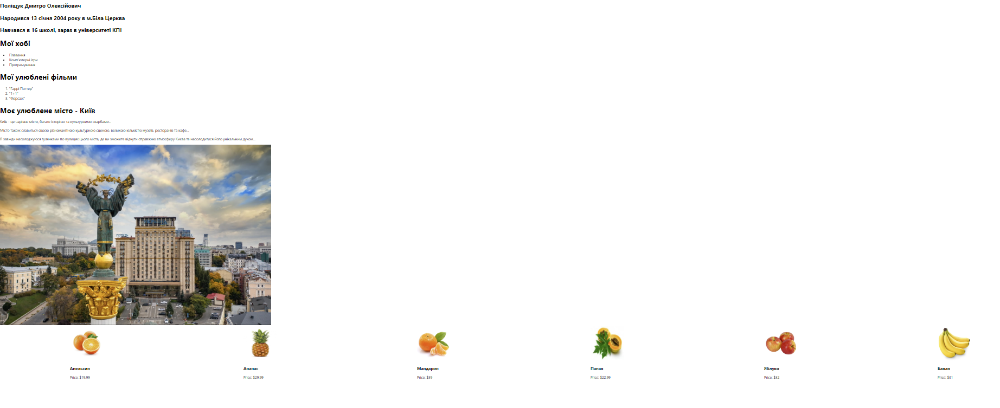 Поліщук Дмитро Олексійович
Народився 13 січня 2004 року в м.Біла Церква
Навчався в 16 школі, зараз в університеті КПІ
Мої хобі
Плавання
Комп'ютерні ігри
Програмування
Мої улюблені фільми
1. "Гаррі Поттер"
2. "1+1"
3. "Форсаж"
Моє улюблене місто - Київ
Київ - це чарівне місто, багате історією та культурними скарбами...
Місто також славиться своєю різноманітною культурною сценою, великою кількістю музеїв, ресторанів та кафе...
Я завжди насолоджуюся гулянками по вулицях цього міста, де ви зможете відчути справжню атмосферу Києва та насолодитися його унікальним духом...
ГОТЕЛЬ
Апельсин
Price: $19.99
Ананас
Price: $29.99
Мандарин
Price: $39
Папая
Price: $22.99
Яблуко
Price: $32
Банан
Price: $31